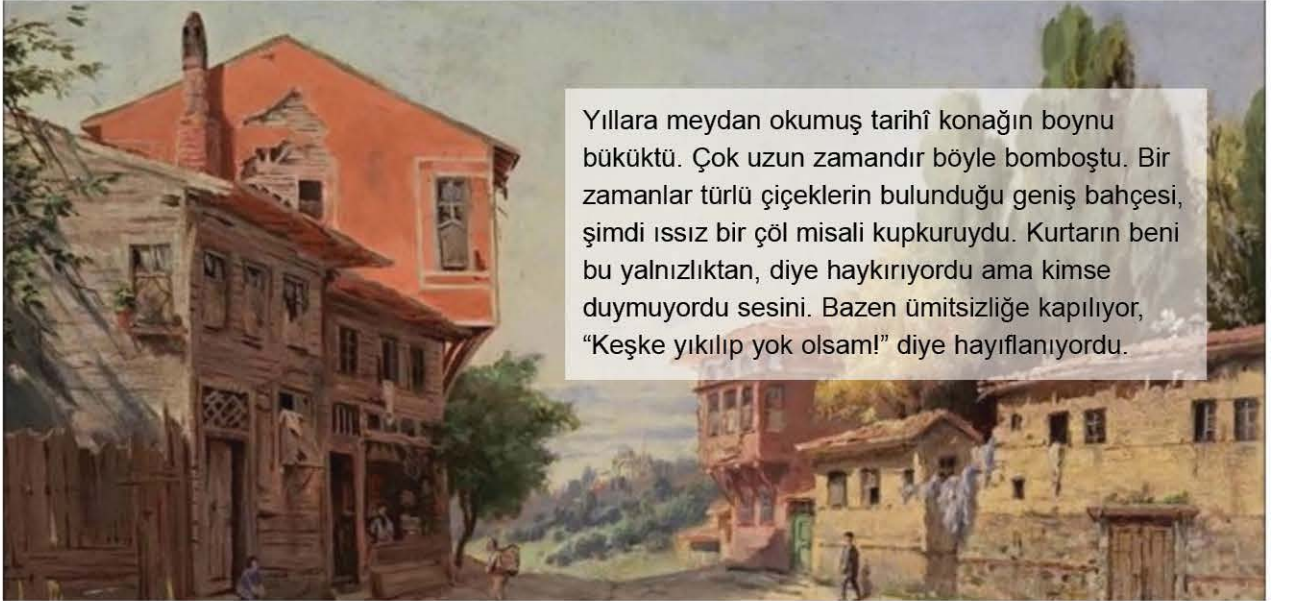 Yıllara meydan okumuş tarihî konağın boynu
büküktü. Çok uzun zamandır böyle bomboştu. Bir
zamanlar türlü çiçeklerin bulunduğu geniş bahçesi,
şimdi ıssız bir çöl misali kupkuruydu. Kurtarın beni
bu yalnızlıktan, diye haykırıyordu ama kimse
duymuyordu sesini. Bazen ümitsizliğe kapılıyor,
“Keşke yıkılıp yok olsam!” diye hayıflanıyordu.